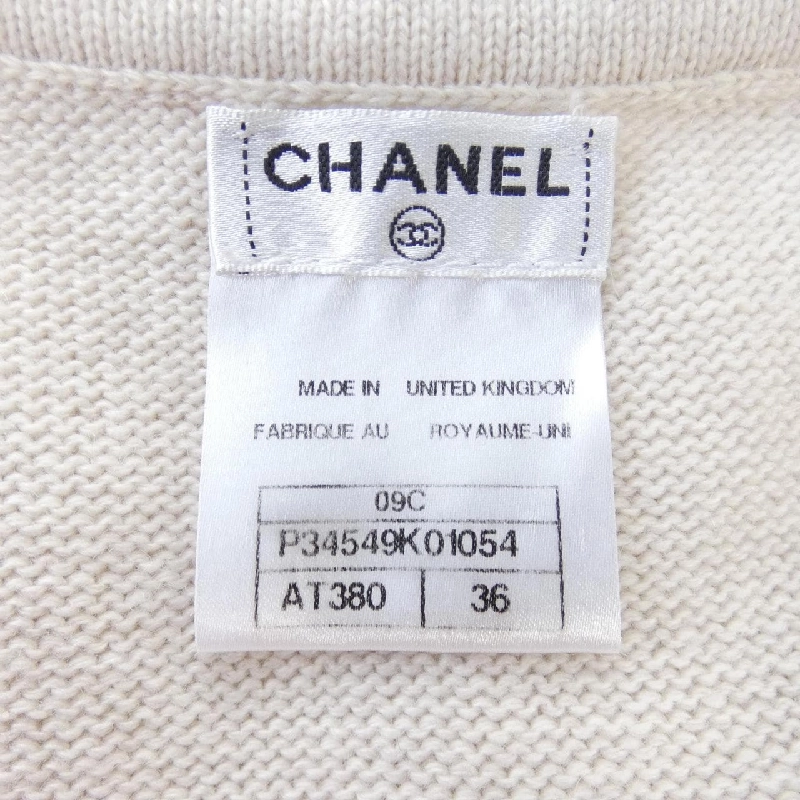 CHANEL
MADE IN UNITED KINGDOM
FABRIQUE AU ROYAUME-UNI
09C
P34549K01054
AT380 36